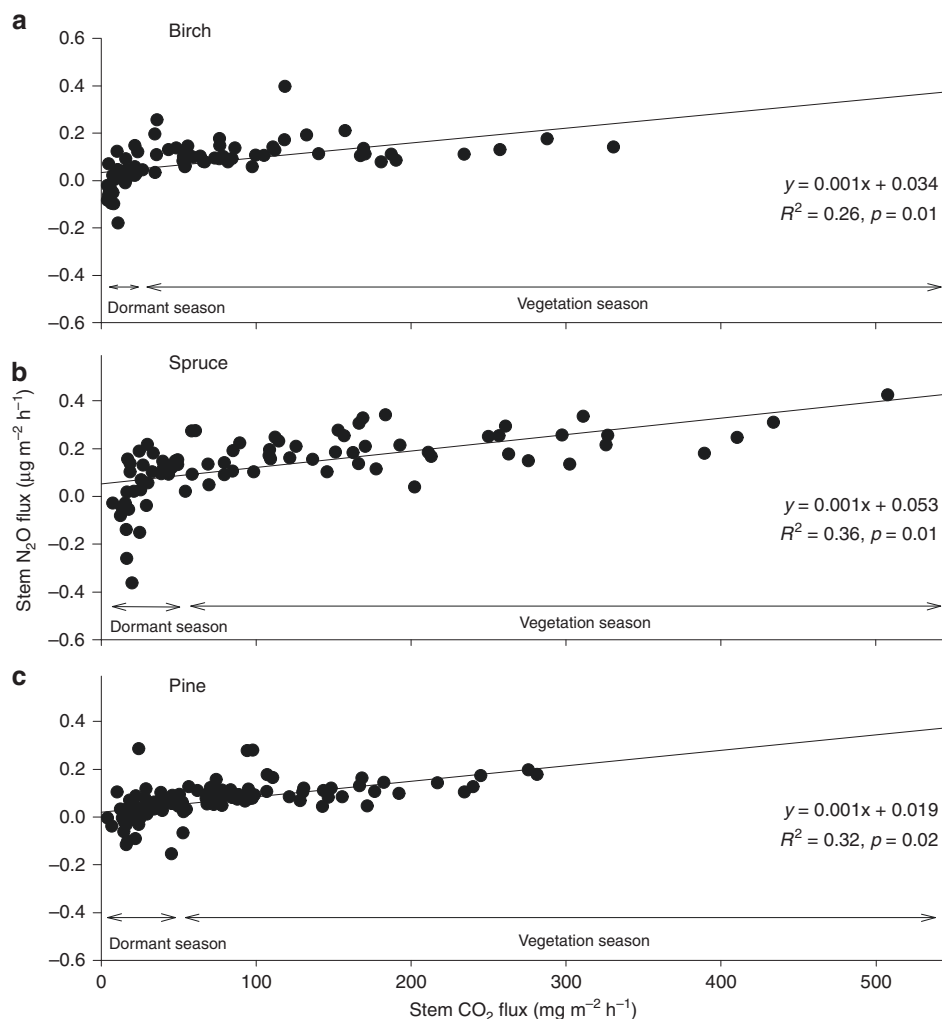 a
Birch
0.6
0.4
0.2
0.0
–0.2
–0.4
–0.6
y = 0.001x + 0.034
R² = 0.26, p = 0.01
Dormant season
Vegetation season
b
Spruce
0.4
0.2
0.0
–0.2
–0.4
–0.6
Stem N₂O flux (µg m⁻² h⁻¹)
y = 0.001x + 0.053
R² = 0.36, p = 0.01
Dormant season
Vegetation season
c
Pine
0.4
0.2
0.0
–0.2
–0.4
–0.6
y = 0.001x + 0.019
R² = 0.32, p = 0.02
Dormant season
Vegetation season
0 100 200 300 400 500
Stem CO₂ flux (mg m⁻² h⁻¹)